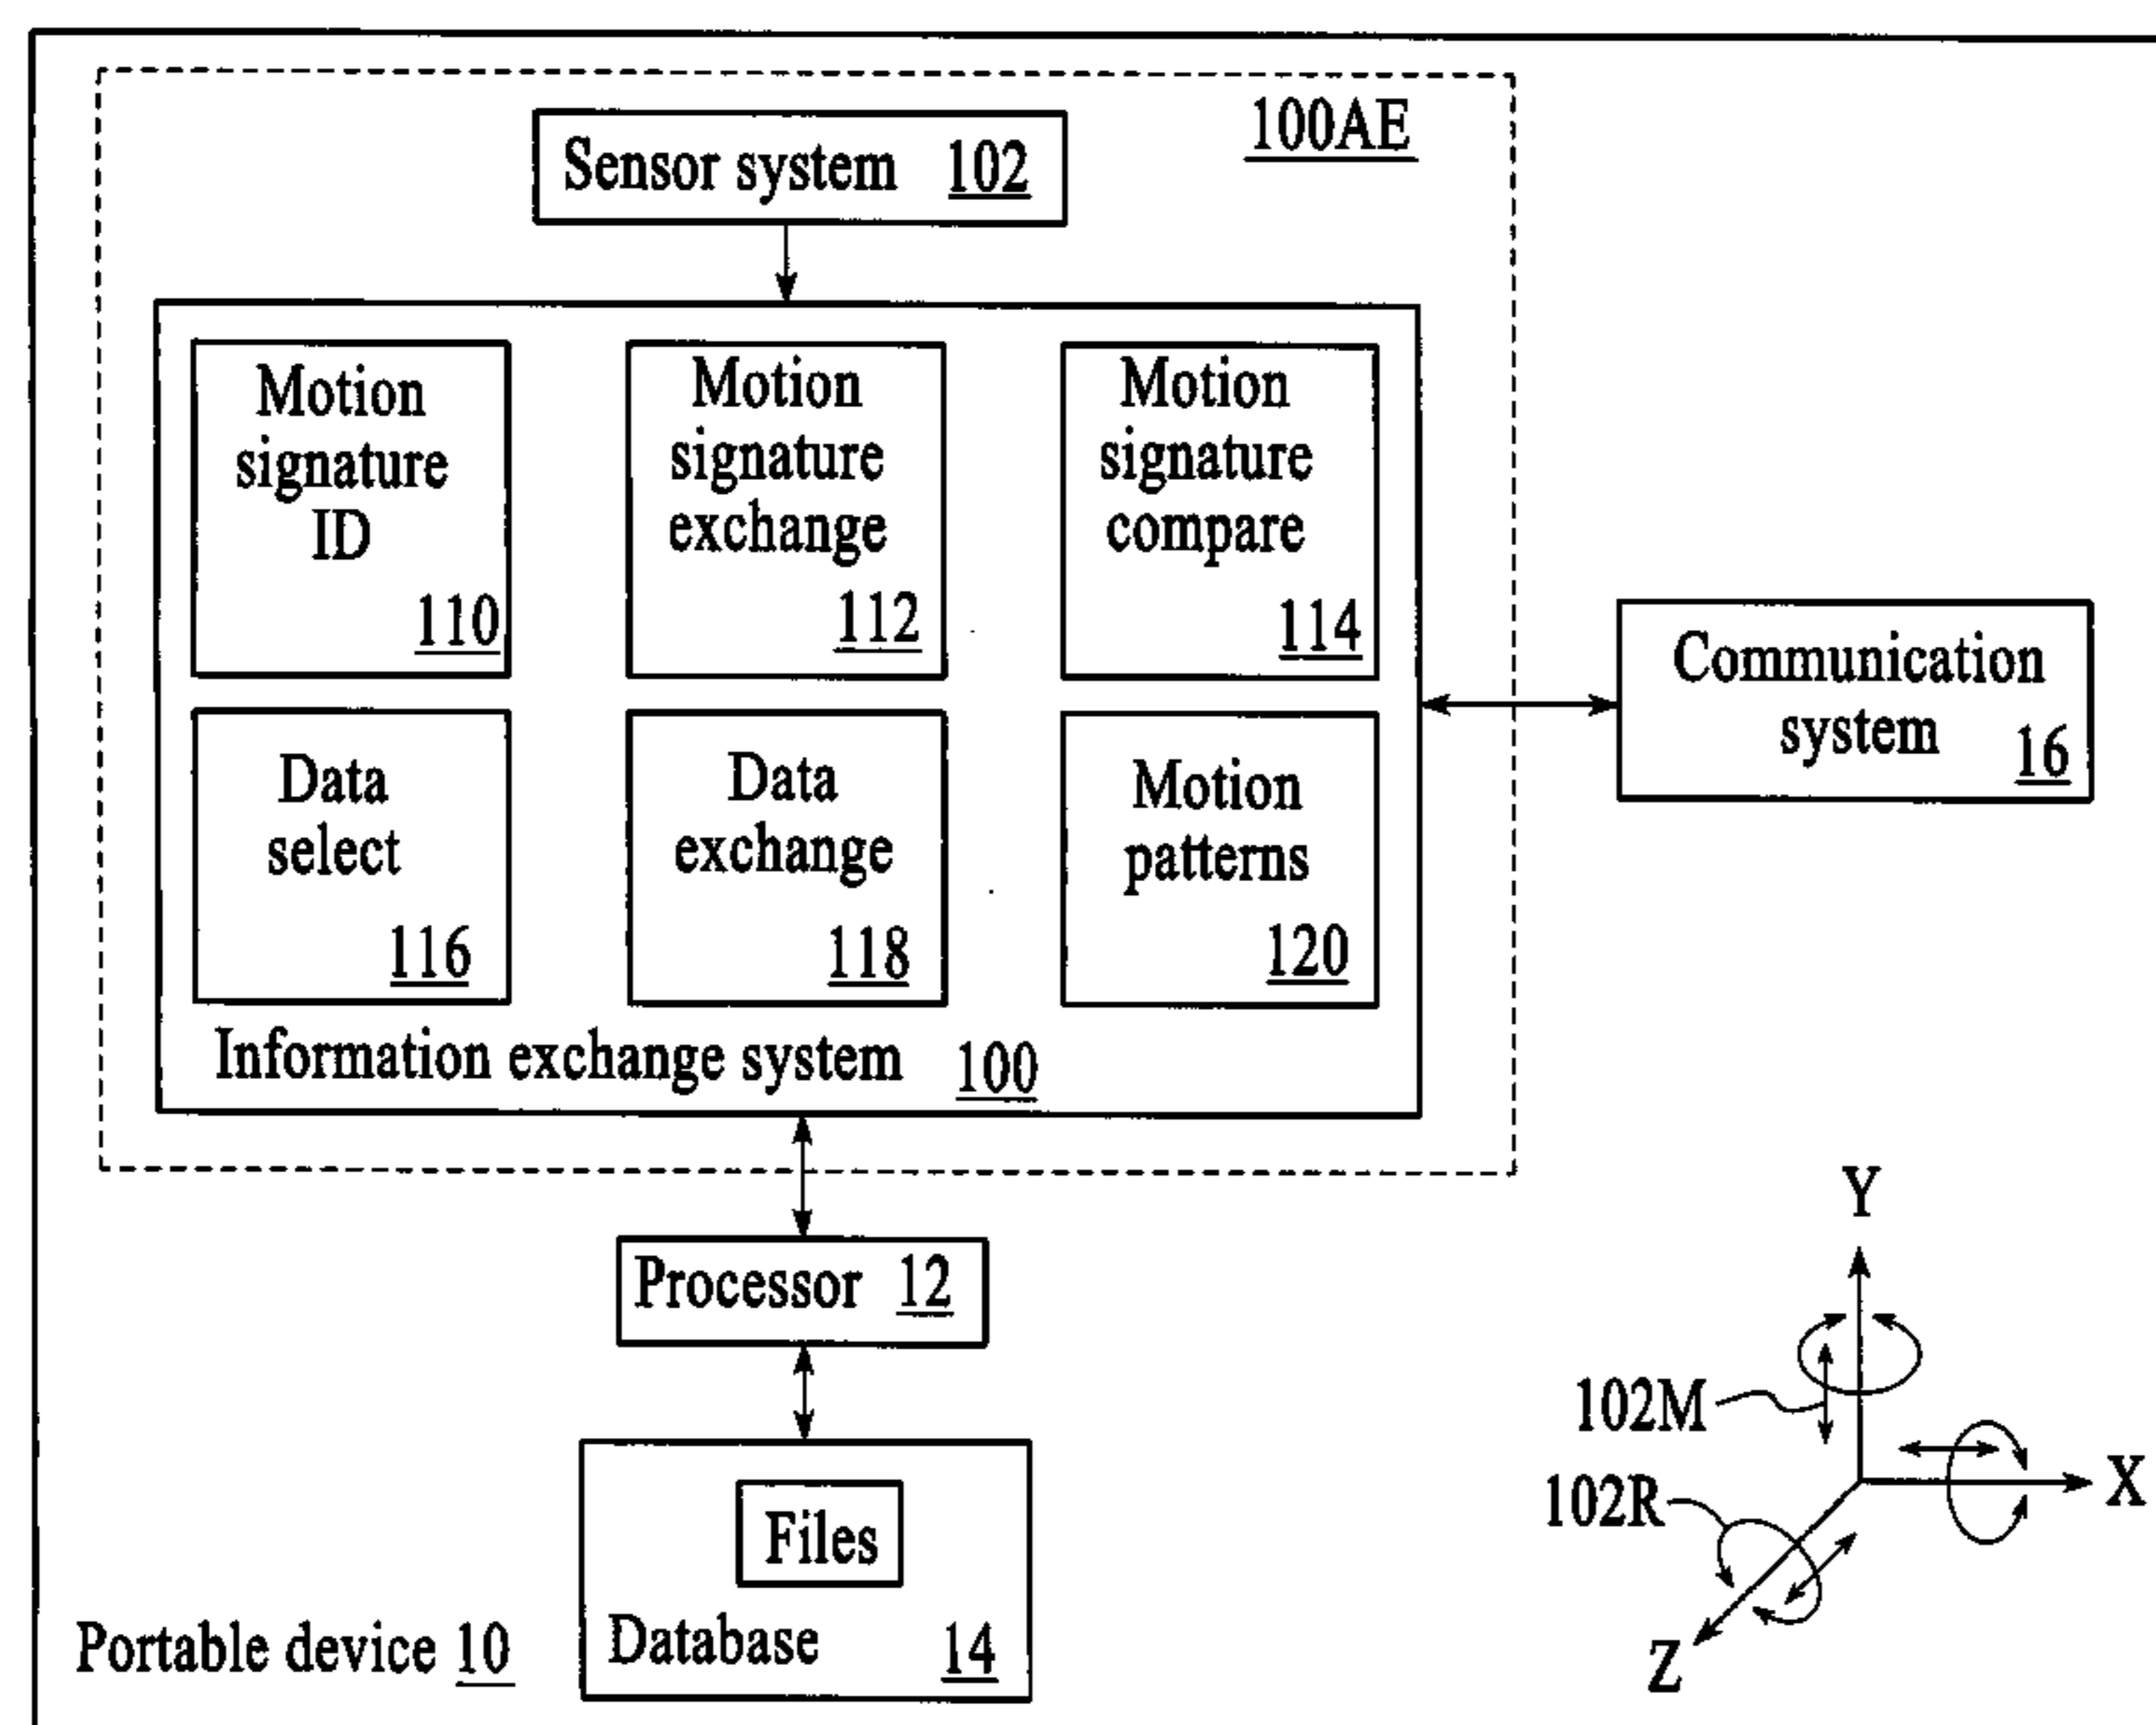 100AE
Sensor system 102
Motion
signature
ID
110
Motion
signature
exchange
112
Motion
signature
compare
114
Communication
system 16
Data
select
116
Data
exchange
118
Motion
patterns
120
Information exchange system 100
Processor 12
Files
Database 14
Portable device 10
Y
102M
X
102R
Z